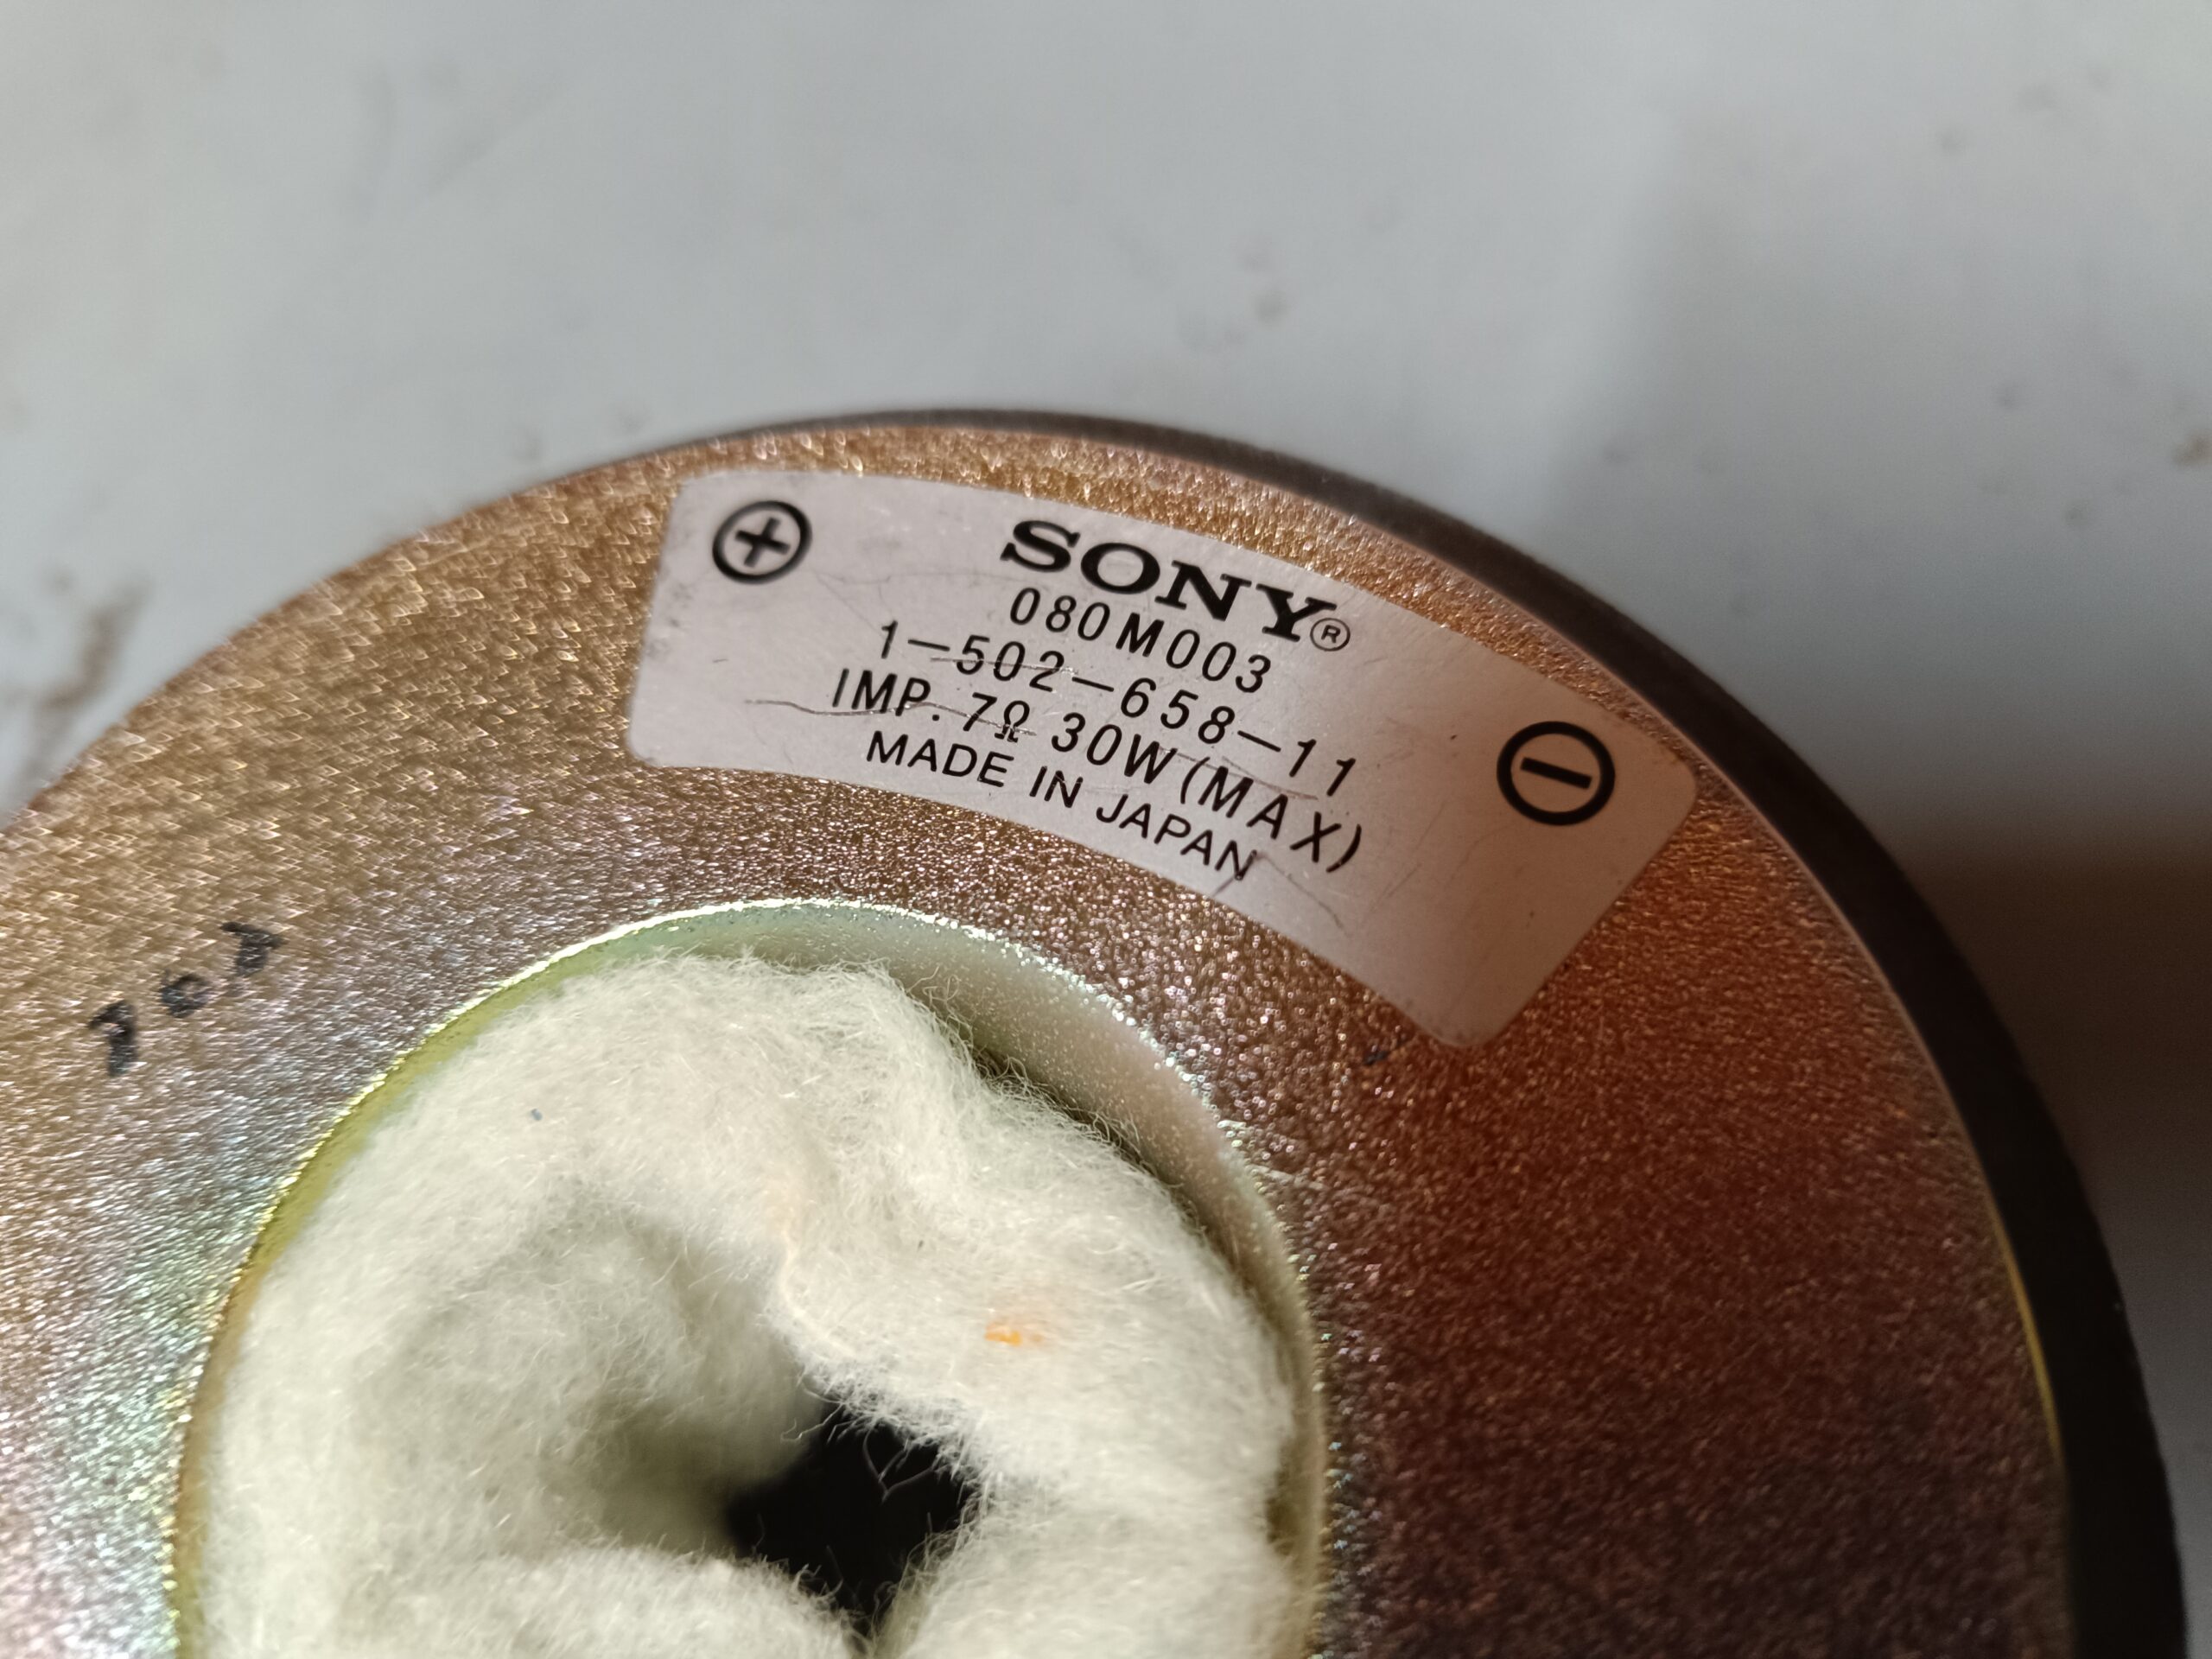 SONY®
080M003
1-502-658-11
IMP. 7Ω 30W (MAX)
MADE IN JAPAN